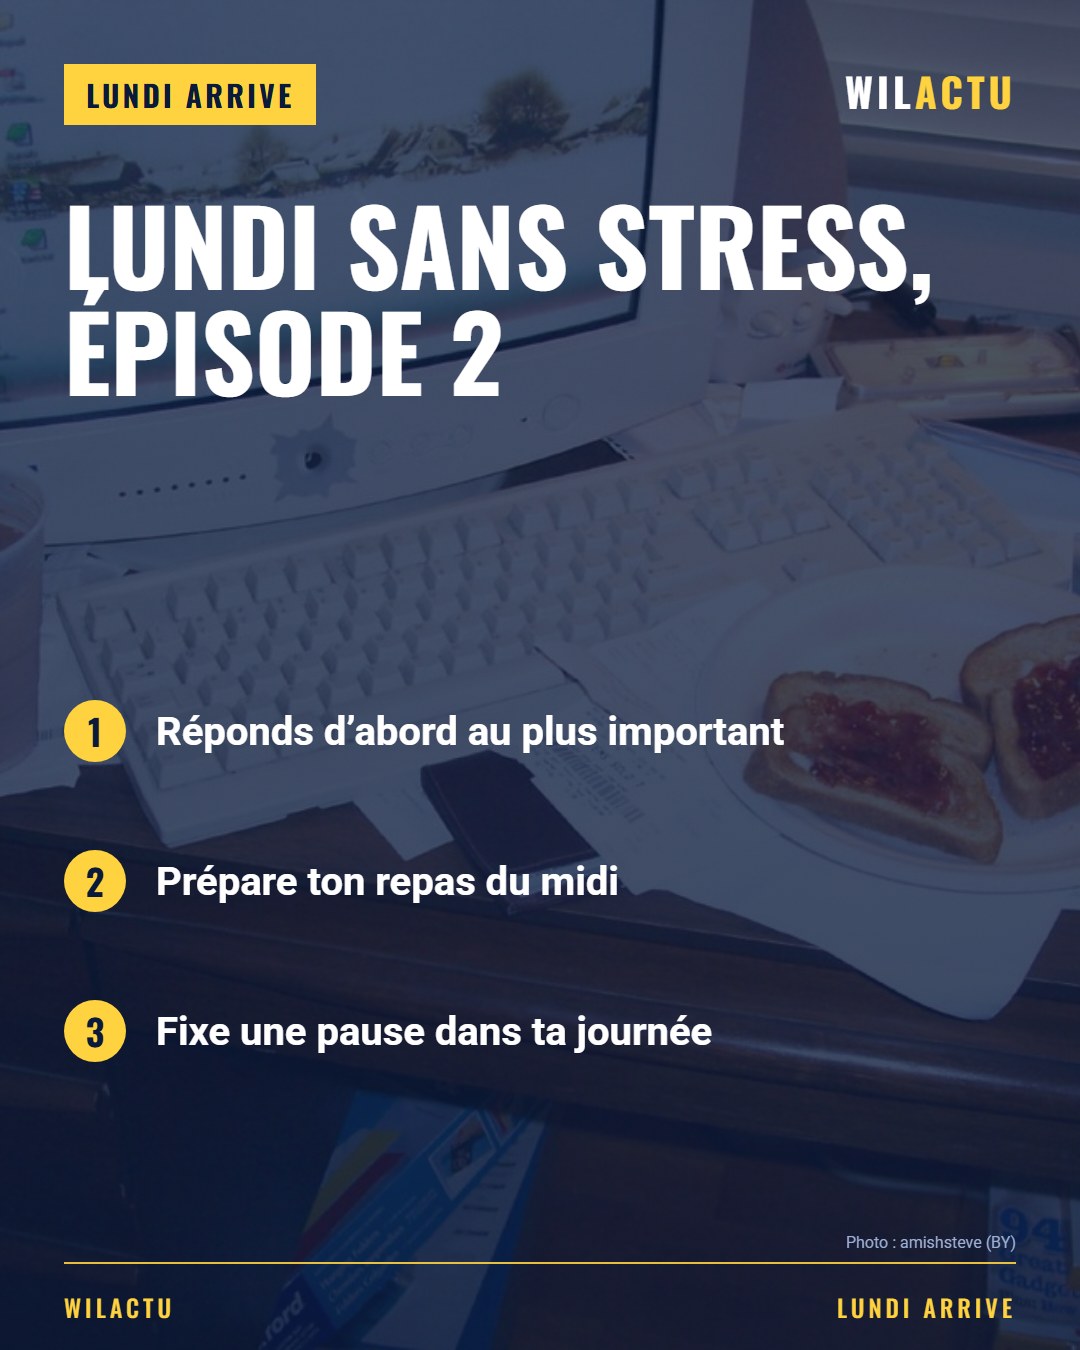 LUNDI ARRIVE
WILACTU
LUNDI SANS STRESS,
ÉPISODE 2
1 Réponds d’abord au plus important
2 Prépare ton repas du midi
3 Fixe une pause dans ta journée
94
Photo : amishsteve (BY)
WILACTU
LUNDI ARRIVE